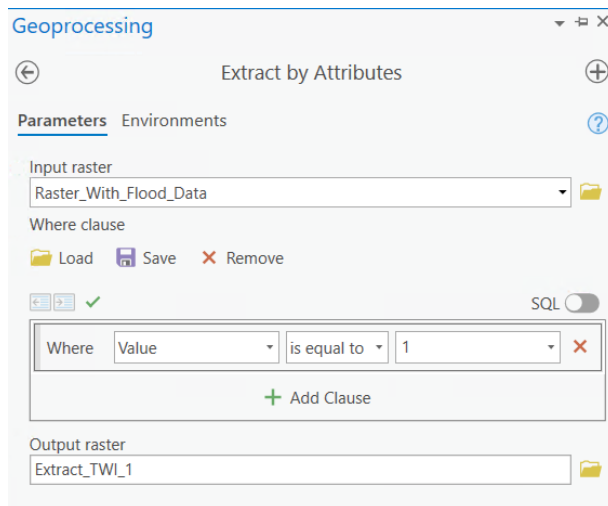 Geoprocessing
Extract by Attributes
Parameters Environments
Input raster
Raster_With_Flood_Data
Where clause
Load Save Remove
SQL
Where Value is equal to 1
Add Clause
Output raster
Extract_TWI_1